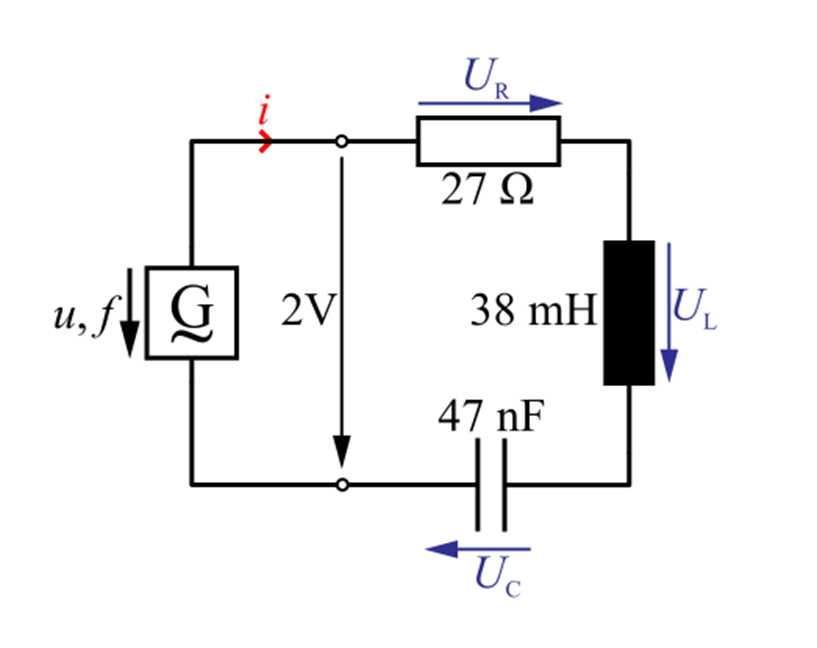 U_R
i
27 Ω
u, f
G
2V
38 mH
U_L
47 nF
U_C